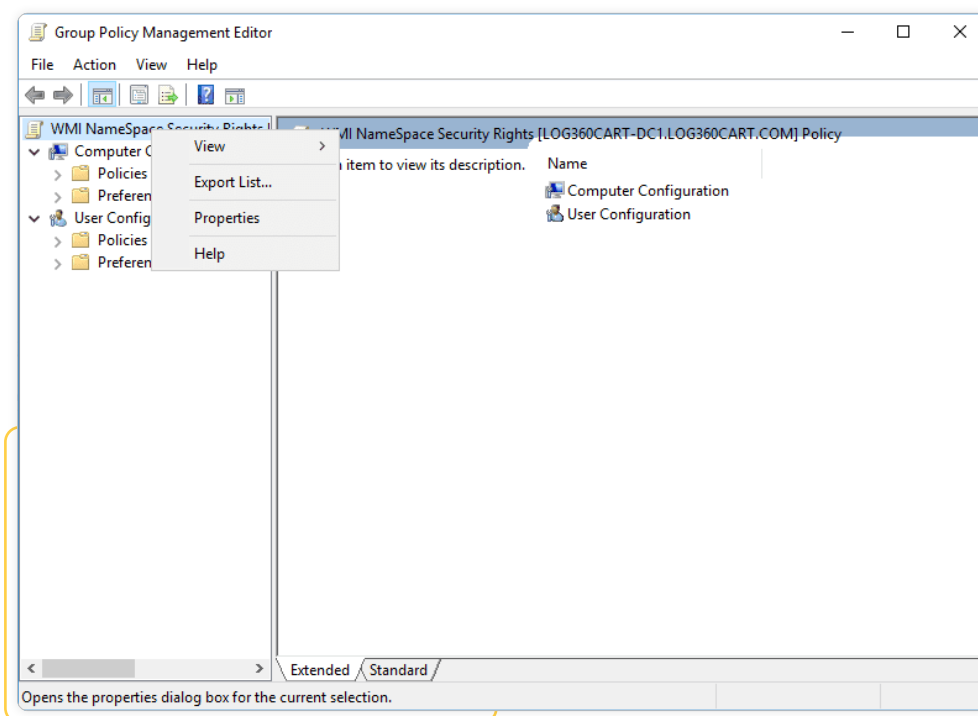 Group Policy Management Editor
File Action View Help
WMI NameSpace Security Rights [
WMI NameSpace Security Rights [LOG360CART-DC1.LOG360CART.COM] Policy
Computer C
Policies
Preferen
User Config
Policies
Preferen
View
Export List...
Properties
Help
item to view its description.
Name
Computer Configuration
User Configuration
Extended Standard
Opens the properties dialog box for the current selection.